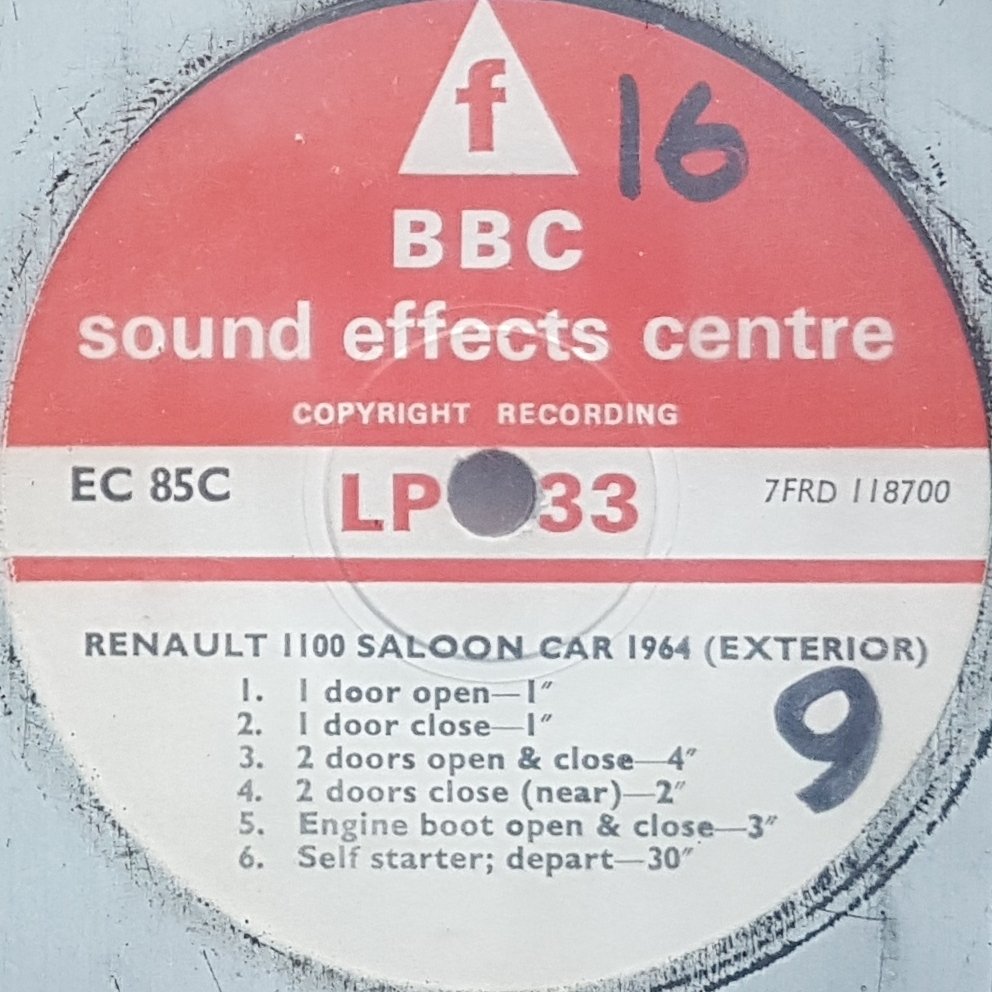 f
16
BBC
sound effects centre
COPYRIGHT RECORDING
EC 85C LP 33 7FRD 118700
RENAULT 1100 SALOON CAR 1964 (EXTERIOR)
1. 1 door open—1″
2. 1 door close—1″
3. 2 doors open & close—4″
4. 2 doors close (near)—2″
5. Engine boot open & close—3″
6. Self starter; depart—30″
9